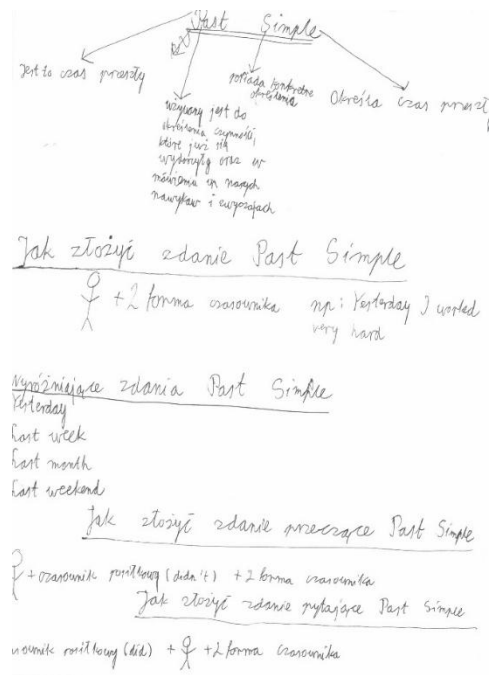 Past Simple
Jest to czas przeszły
używany jest do
określenia czynności,
które już się
wydarzyły oraz w
mówieniu o naszych
nawykach i zwyczajach
posiada konkretne
określenia
Określa czas przeszł
Jak złożyć zdanie Past Simple
+2 forma czasownika np: Yesterday I worked
very hard
Wyróżniające zdania Past Simple
Yesterday
Last week
Last month
Last weekend
Jak złożyć zdanie przeczące Past Simple
+ czasownik posiłkowy (didn't) +2 forma czasownika
Jak złożyć zdanie pytające Past Simple
sownik posiłkowy (did) + +2 forma czasownika